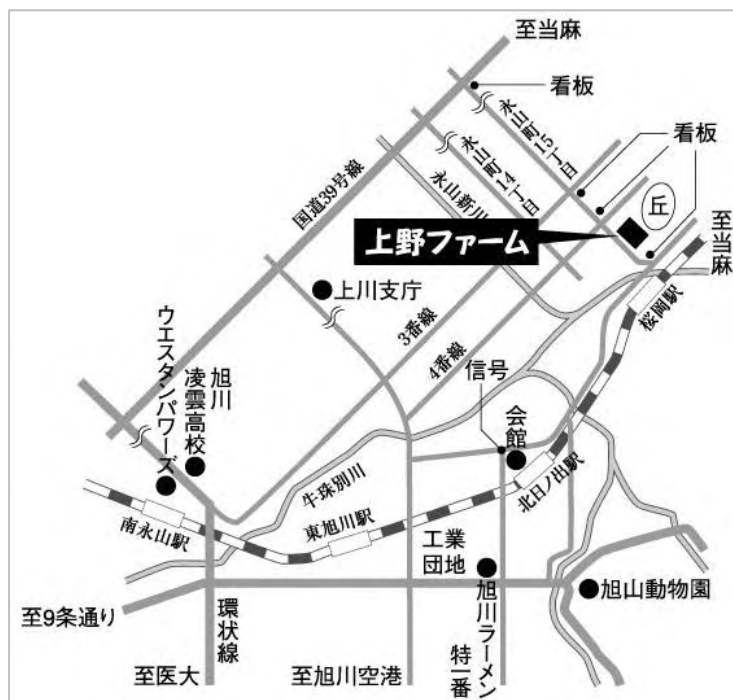 至当麻
看板
永山町15丁目
看板
永山町14丁目
永山新川
国道39号線
丘
上野ファーム
至当麻
桜岡駅
上川支庁
3番線
4番線
信号
会館
北日ノ出駅
ウエスタンパワーズ
旭川
凌雲高校
牛珠別川
南永山駅
東旭川駅
工業
団地
旭山動物園
旭川ラーメン
特一番
至9条通り
環状線
至医大
至旭川空港